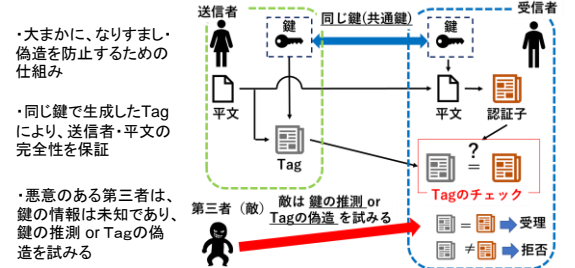 ・大まかに、なりすまし・
偽造を防止するための
仕組み
・同じ鍵で生成したTag
により、送信者・平文の
完全性を保証
・悪意のある第三者は、
鍵の情報は未知であり、
鍵の推測 or Tagの偽
造を試みる
送信者
鍵
同じ鍵(共通鍵)
受信者
鍵
平文
平文
認証子
Tag
?
=
Tagのチェック
第三者（敵）
敵は 鍵の推測 or
Tagの偽造 を試みる
= 受理
≠ 拒否